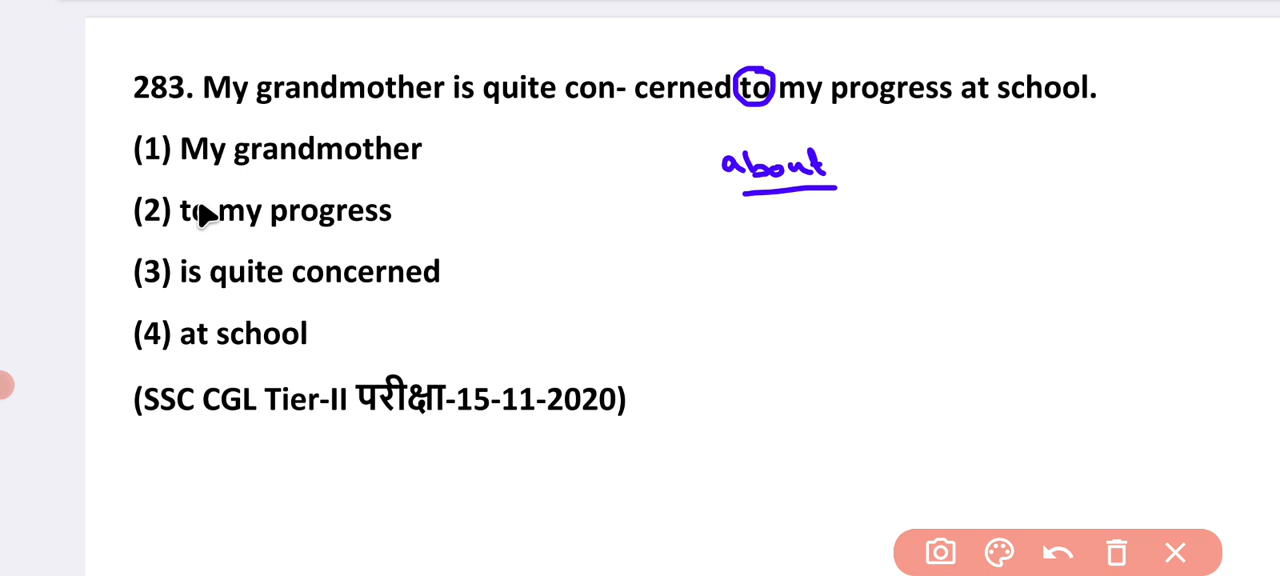 283. My grandmother is quite con- cerned to my progress at school.
(1) My grandmother
about
(2) to my progress
(3) is quite concerned
(4) at school
(SSC CGL Tier-II परीक्षा-15-11-2020)